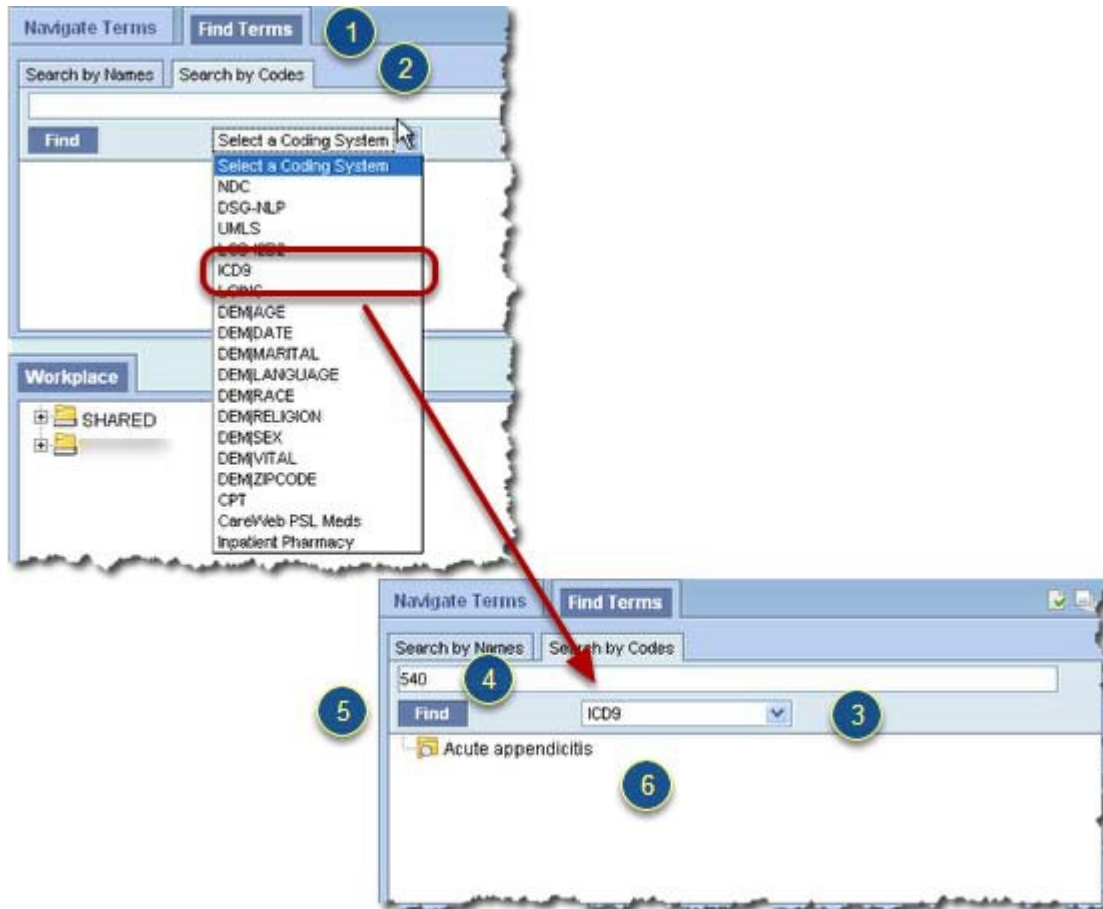 Navigate Terms Find Terms 1
Search by Names Search by Codes 2
Find Select a Coding System
Select a Coding System
NDC
DSG-NLP
UMLS
LCS-I2B2
ICD9
LOINC
DEM|AGE
DEM|DATE
DEM|MARITAL
DEM|LANGUAGE
DEM|RACE
DEM|RELIGION
DEM|SEX
DEM|VITAL
DEM|ZIPCODE
CPT
CareWeb PSL Meds
Inpatient Pharmacy
Workplace
SHARED
Navigate Terms Find Terms
Search by Names Search by Codes
540 4
5 Find ICD9 3
Acute appendicitis
6